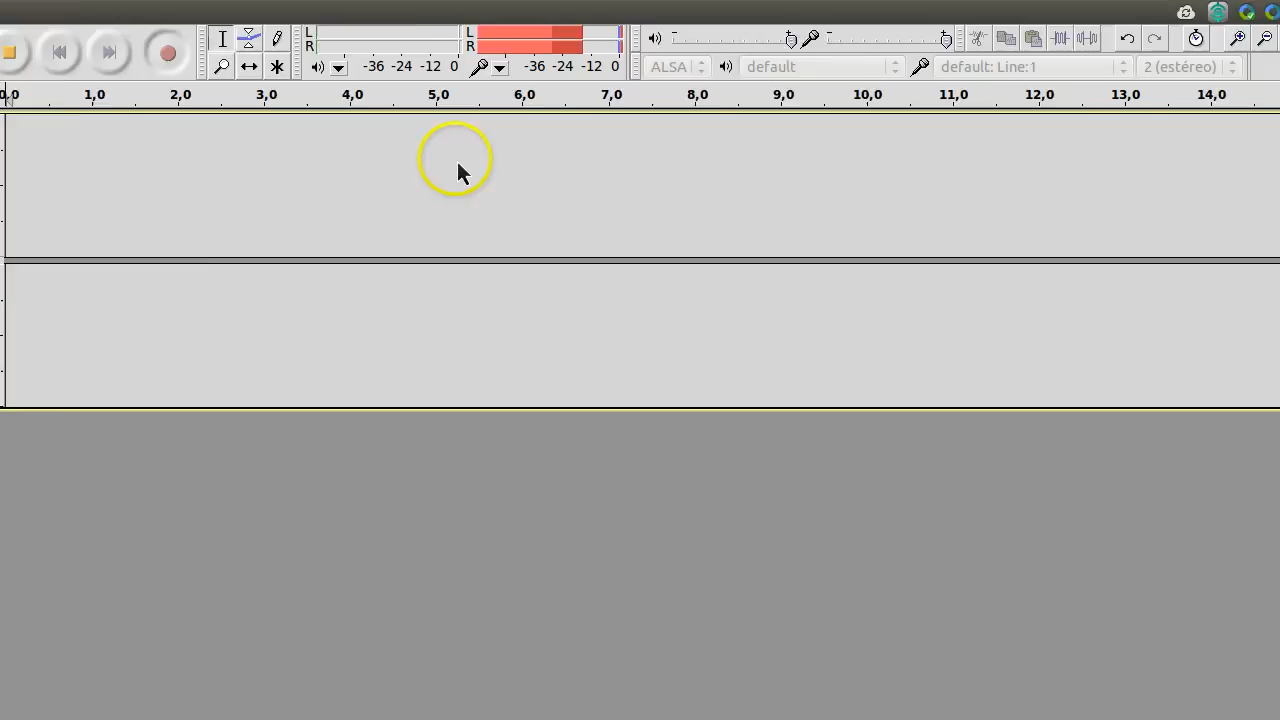 L L
R R
-36 -24 -12 0 -36 -24 -12 0 ALSA default default: Line:1 2 (estéreo)
0,0 1,0 2,0 3,0 4,0 5,0 6,0 7,0 8,0 9,0 10,0 11,0 12,0 13,0 14,0